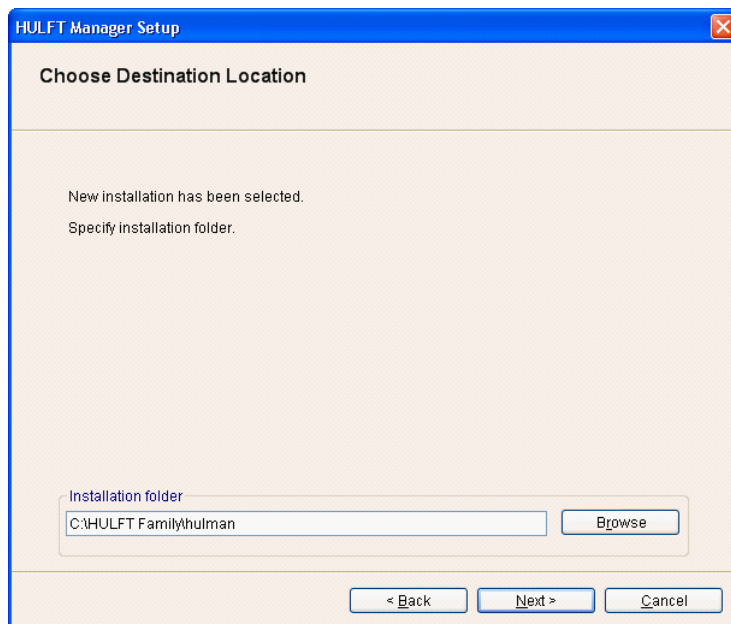 HULFT Manager Setup
Choose Destination Location
New installation has been selected.
Specify installation folder.
Installation folder
C:\HULFT Family\hulman
Browse
< Back
Next >
Cancel